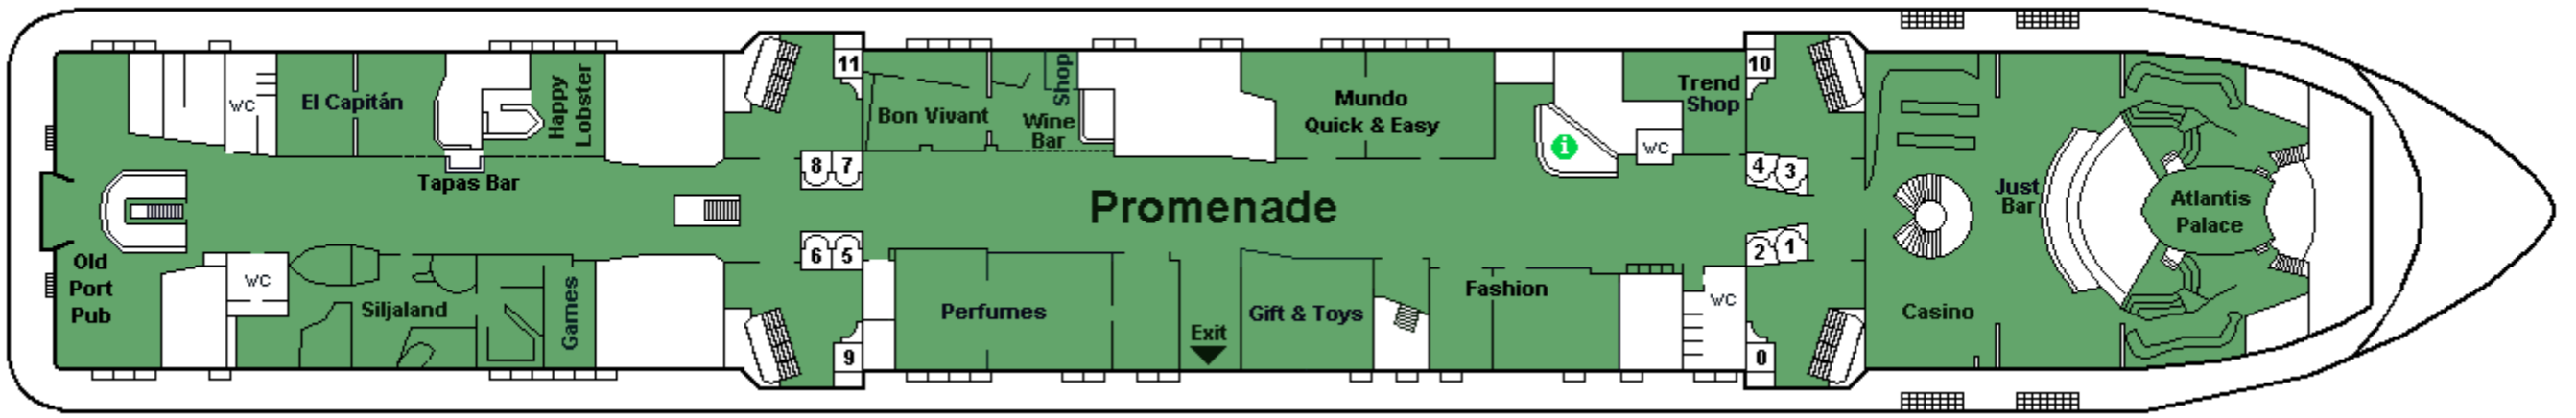 WC
El Capitán
Happy
Lobster
Tapas Bar
Old
Port
Pub
WC
Siljaland
Games
11
8 7
6 5
9
Bon Vivant
Shop
Wine
Bar
Mundo
Quick & Easy
i
WC
Trend
Shop
Promenade
Perfumes
Exit
Gift & Toys
Fashion
WC
10
4 3
2 1
0
Casino
Just
Bar
Atlantis
Palace